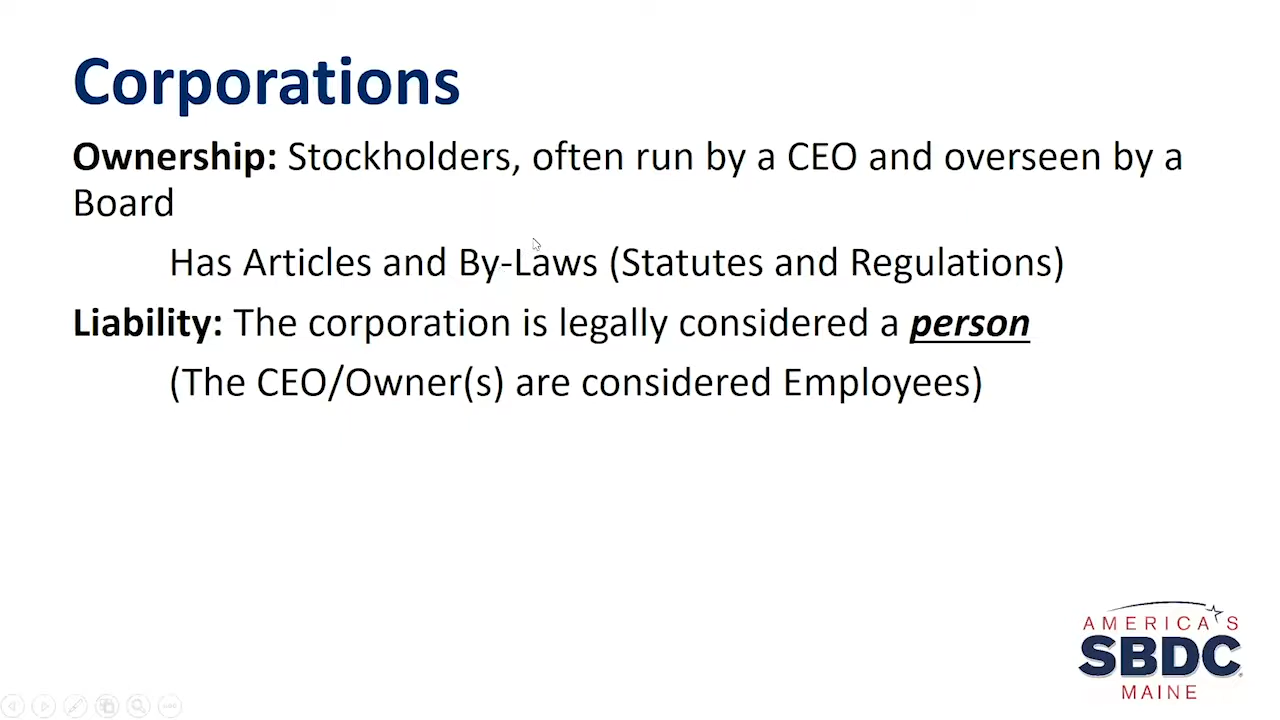 Corporations
Ownership: Stockholders, often run by a CEO and overseen by a
Board
Has Articles and By-Laws (Statutes and Regulations)
Liability: The corporation is legally considered a person
(The CEO/Owner(s) are considered Employees)
AMERICA'S
SBDC
MAINE